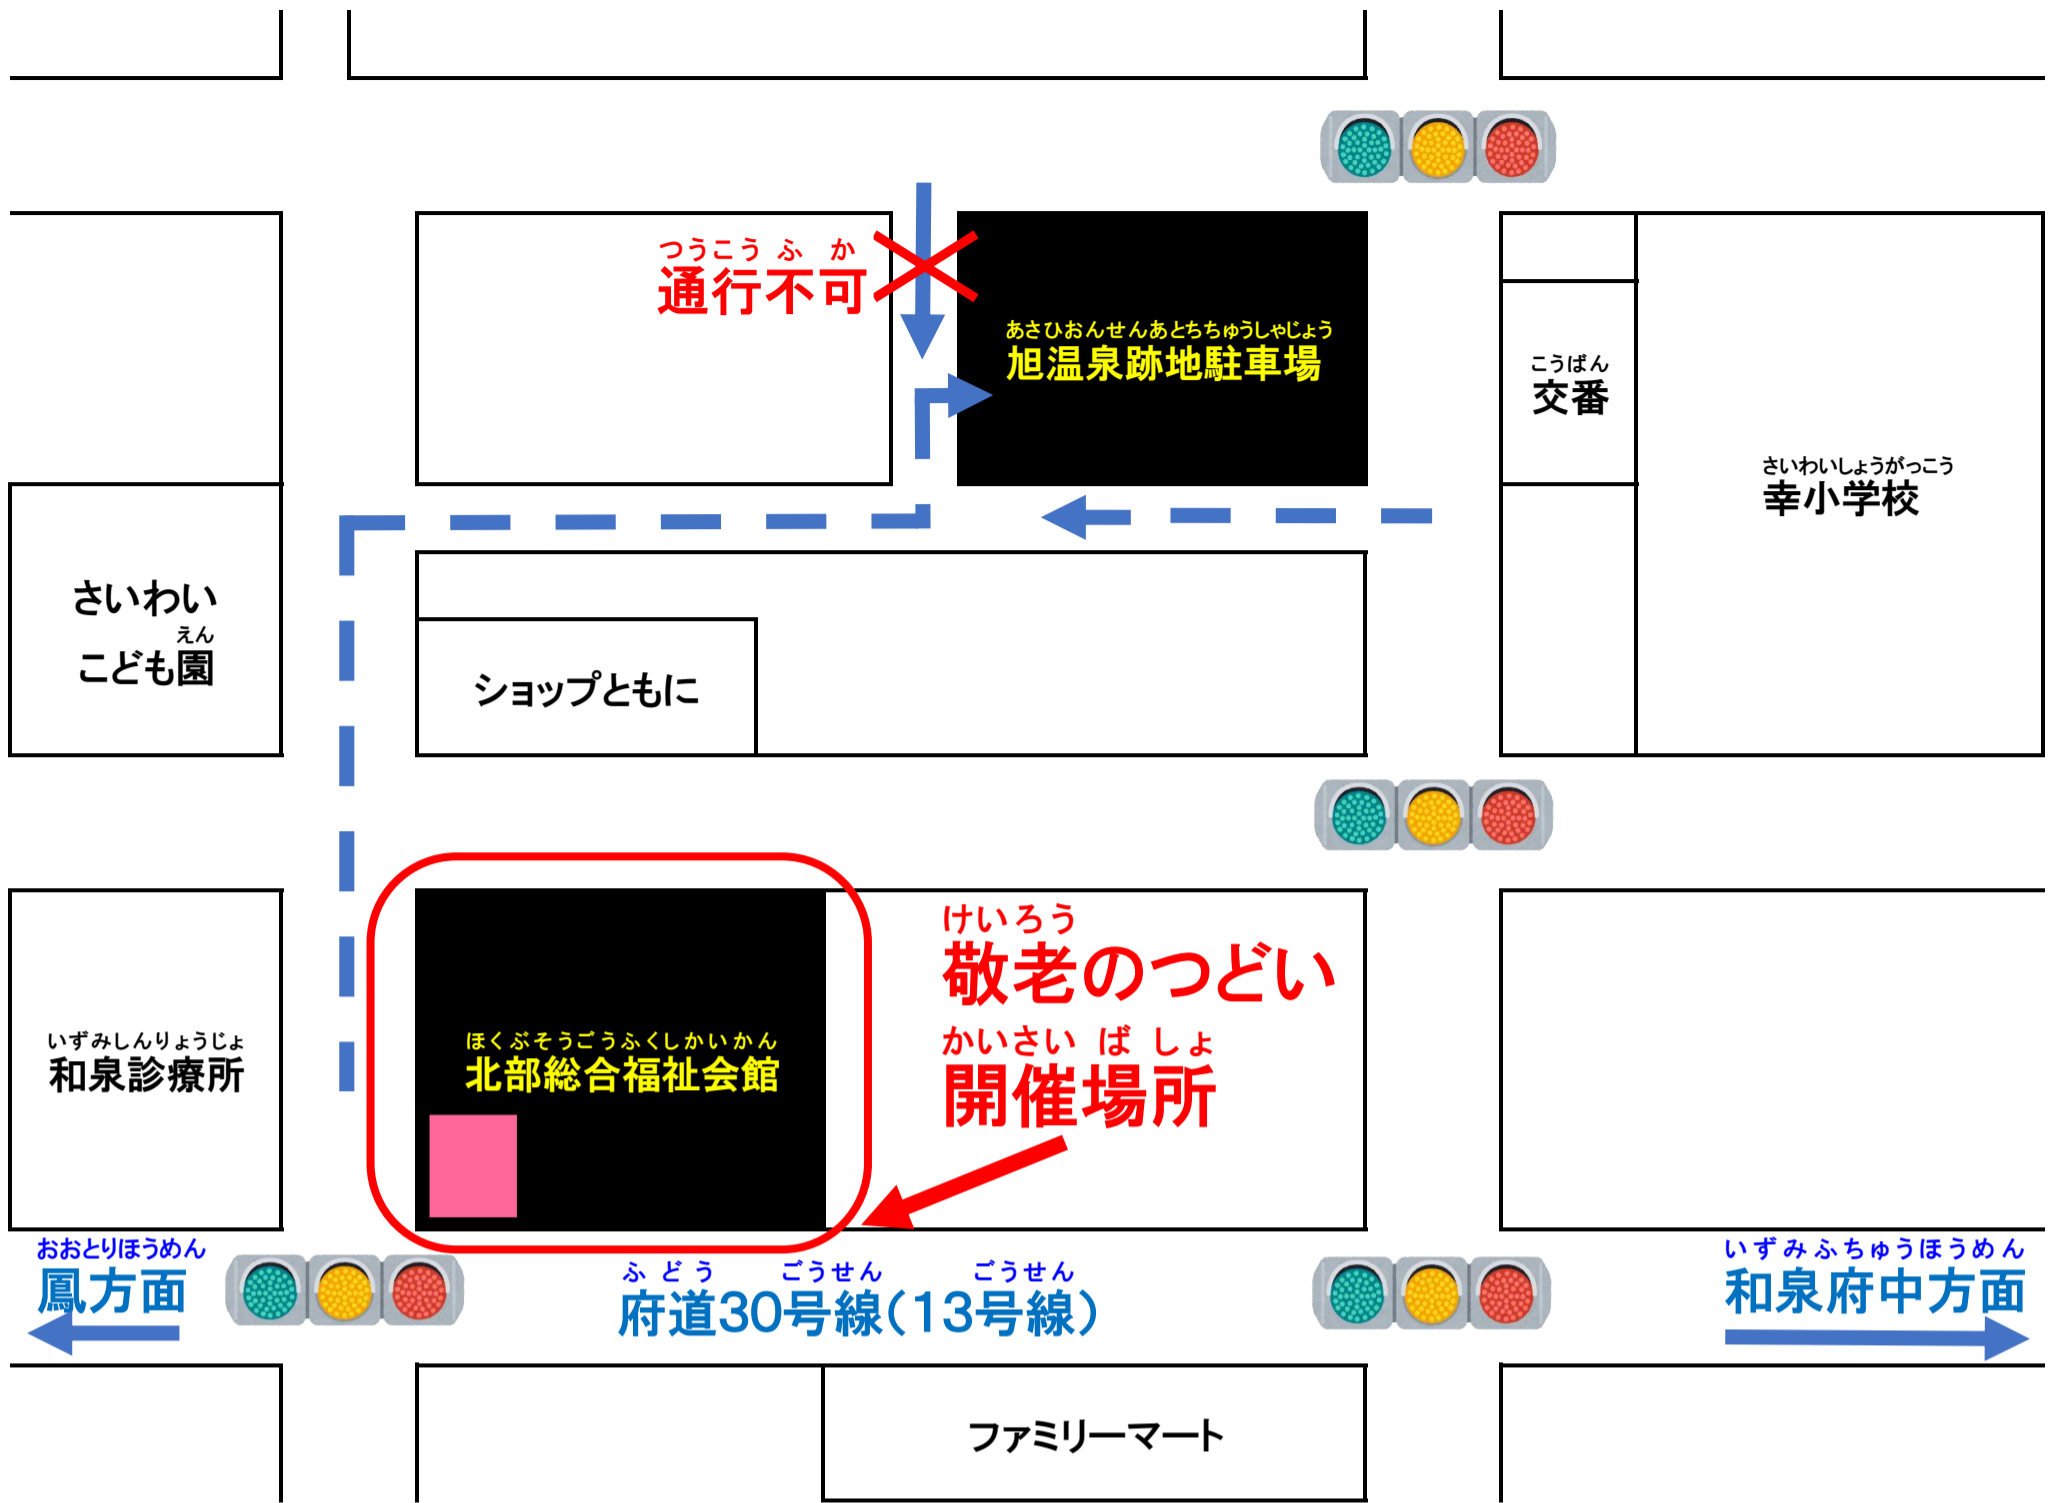 つうこうふか
通行不可
あさひおんせんあとちちゅうしゃじょう
旭温泉跡地駐車場
こうばん
交番
さいわいしょうがっこう
幸小学校
さいわい
えん
こども園
ショップともに
けいろう
敬老のつどい
かいさいばしょ
開催場所
いずみしんりょうじょ
和泉診療所
ほくぶそうごうふくしかいかん
北部総合福祉会館
おおとりほうめん
鳳方面
ふどう ごうせん ごうせん
府道30号線(13号線)
いずみふちゅうほうめん
和泉府中方面
ファミリーマート